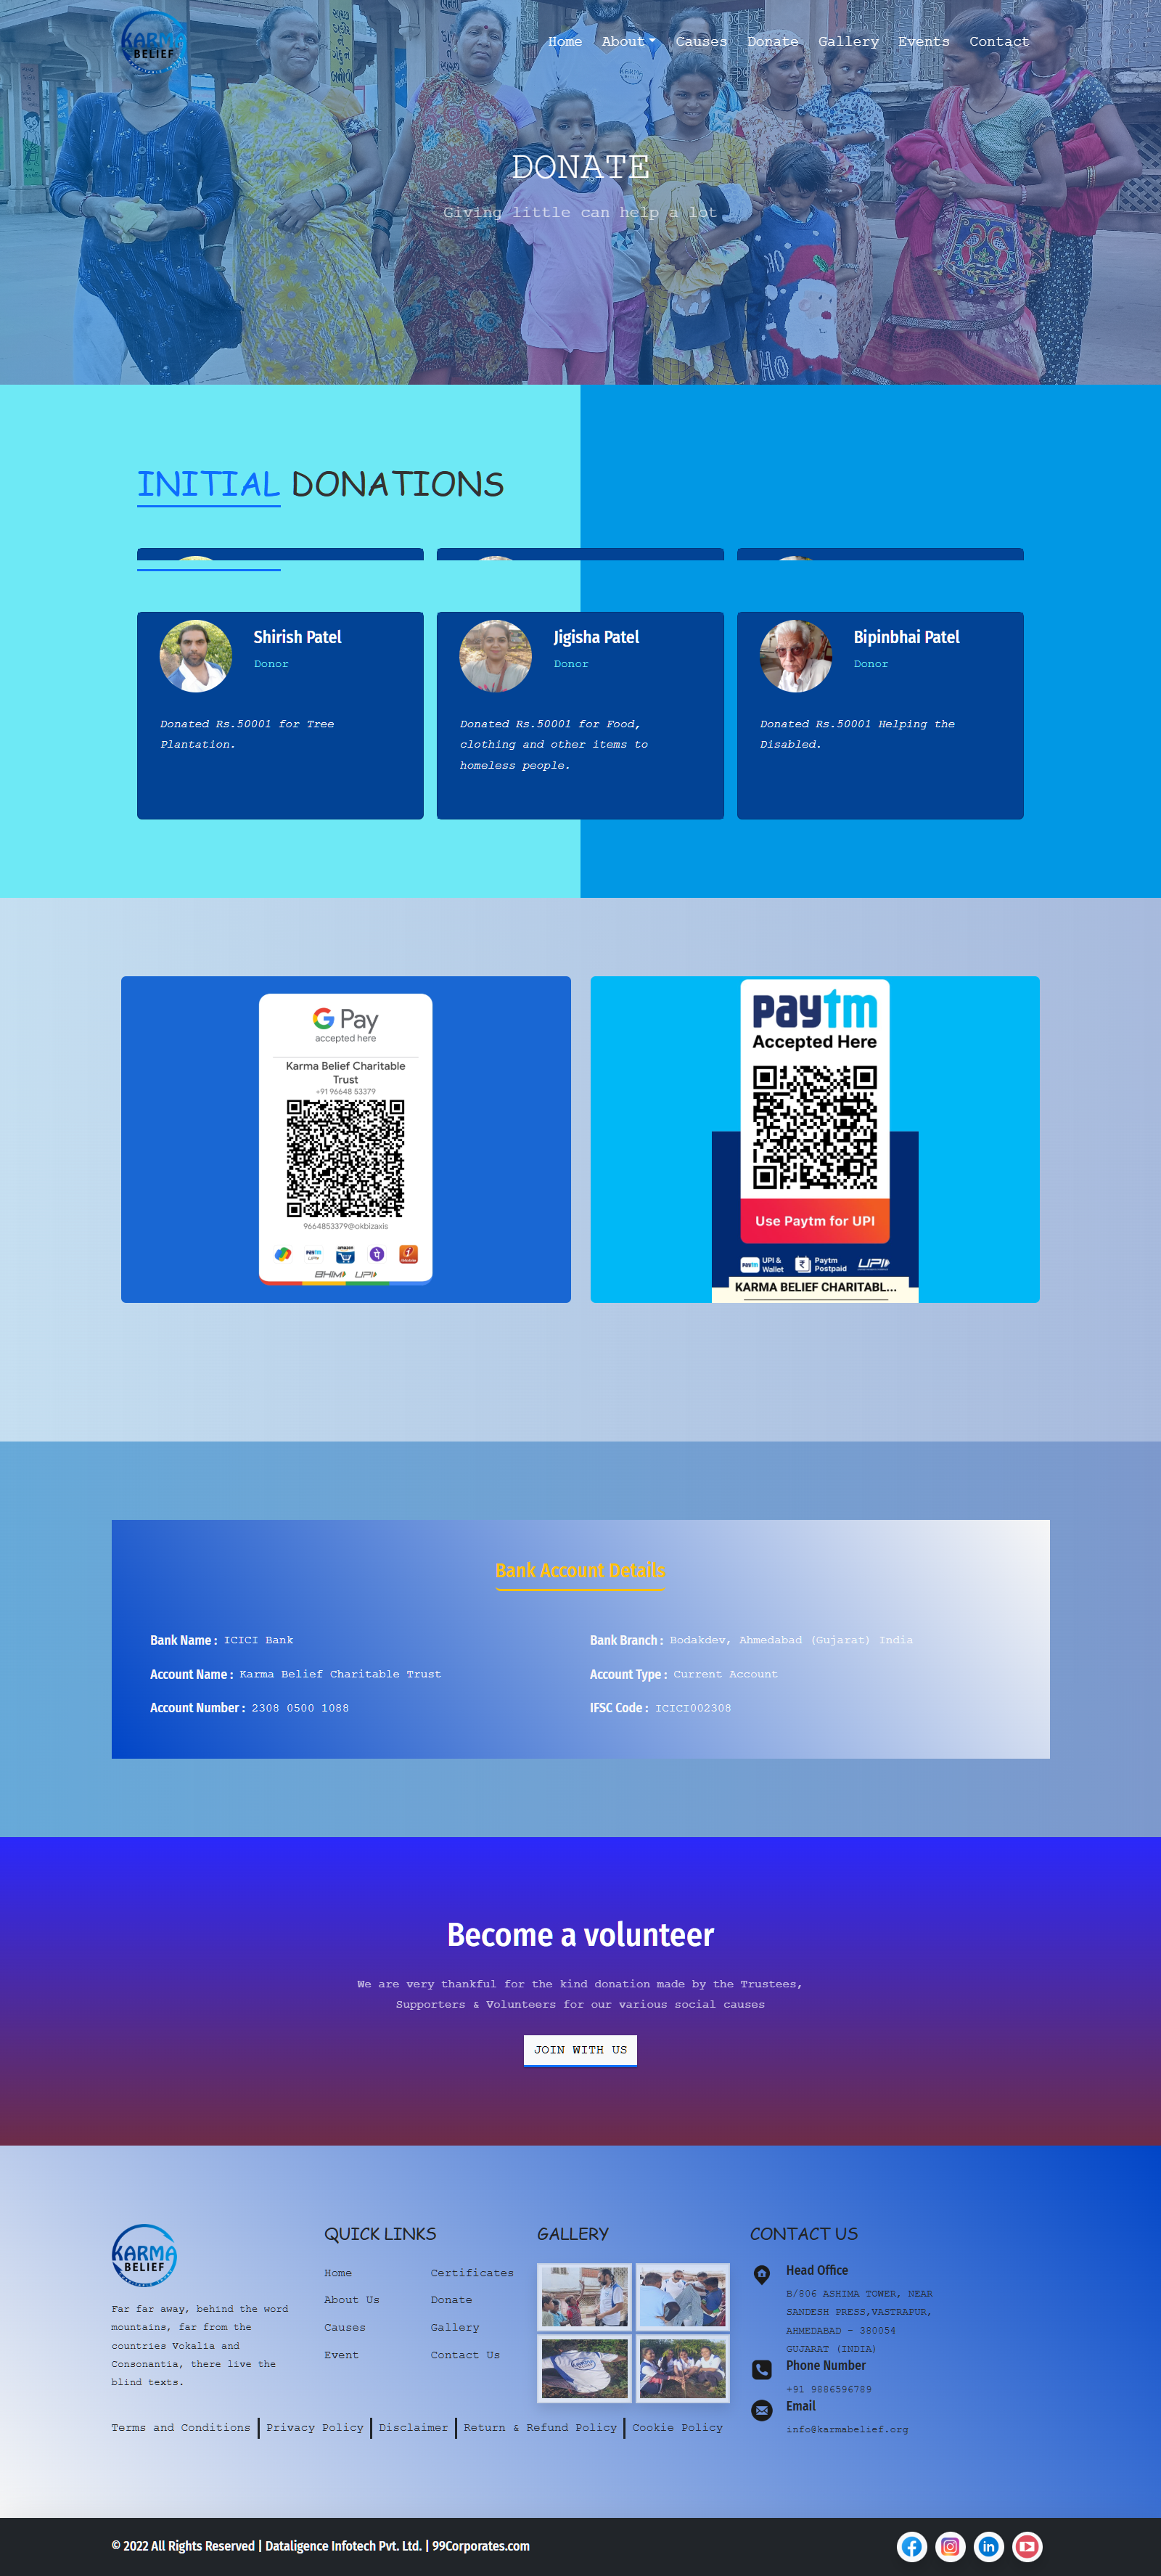 KARMA
BELIEF
Home About Causes Donate Gallery Events Contact
DONATE
Giving little can help a lot
INITIAL DONATIONS
Shirish Patel
Donor
Donated Rs.50001 for Tree
Plantation.
Jigisha Patel
Donor
Donated Rs.50001 for Food,
clothing and other items to
homeless people.
Bipinbhai Patel
Donor
Donated Rs.50001 Helping the
Disabled.
G Pay
accepted here
Karma Belief Charitable
Trust
+91 96648 53379
9664853379@okbizaxis
BHIM UPI
paytm
Accepted Here
Use Paytm for UPI
UPI &
Wallet
Paytm
Postpaid
UPI
KARMA BELIEF CHARITABL...
Bank Account Details
Bank Name : ICICI Bank
Bank Branch : Bodakdev, Ahmedabad (Gujarat) India
Account Name : Karma Belief Charitable Trust
Account Type : Current Account
Account Number : 2308 0500 1088
IFSC Code : ICICI002308
Become a volunteer
We are very thankful for the kind donation made by the Trustees,
Supporters & Volunteers for our various social causes
JOIN WITH US
KARMA
BELIEF
Far far away, behind the word
mountains, far from the
countries Vokalia and
Consonantia, there live the
blind texts.
QUICK LINKS
Home
About Us
Causes
Event
Certificates
Donate
Gallery
Contact Us
GALLERY
CONTACT US
Head Office
B/806 ASHIMA TOWER, NEAR
SANDESH PRESS,VASTRAPUR,
AHMEDABAD - 380054
GUJARAT (INDIA)
Phone Number
+91 9886596789
Email
info@karmabelief.org
Terms and Conditions | Privacy Policy | Disclaimer | Return & Refund Policy | Cookie Policy
© 2022 All Rights Reserved | Dataligence Infotech Pvt. Ltd. | 99Corporates.com